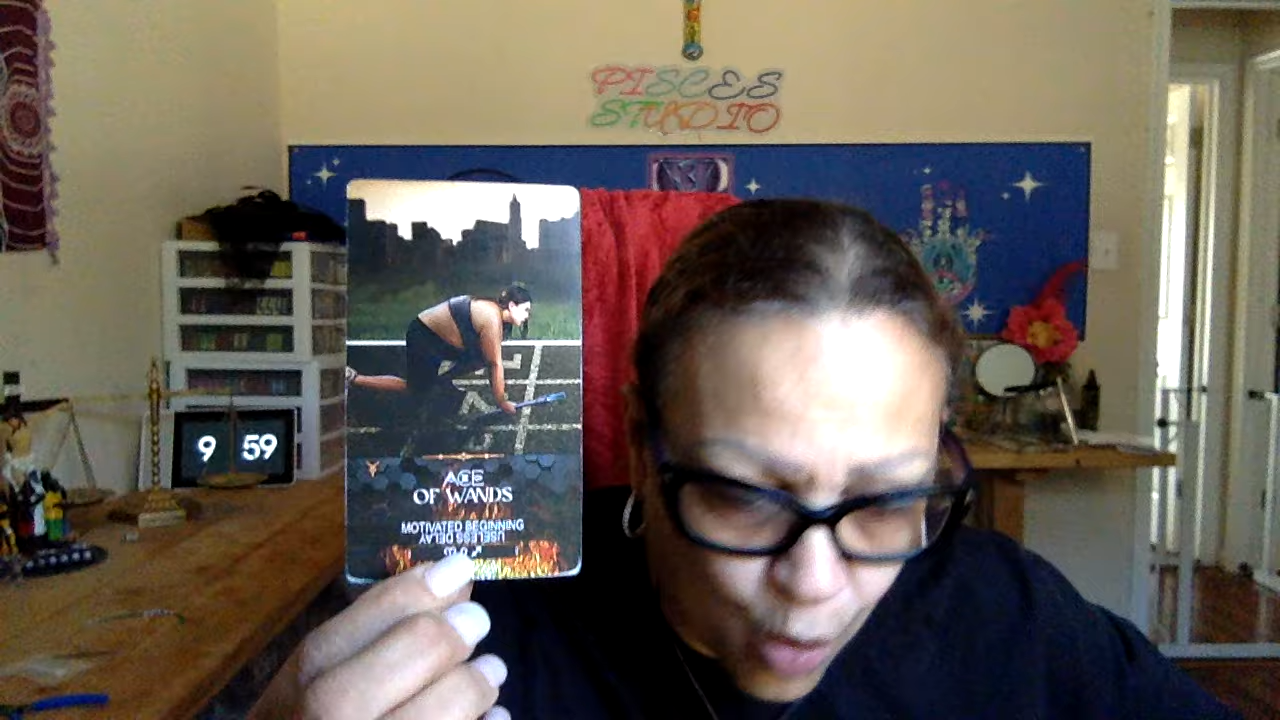 PISCES
STUDIO
9 59
ACE
OF WANDS
MOTIVATED BEGINNING
USELESS DELAY